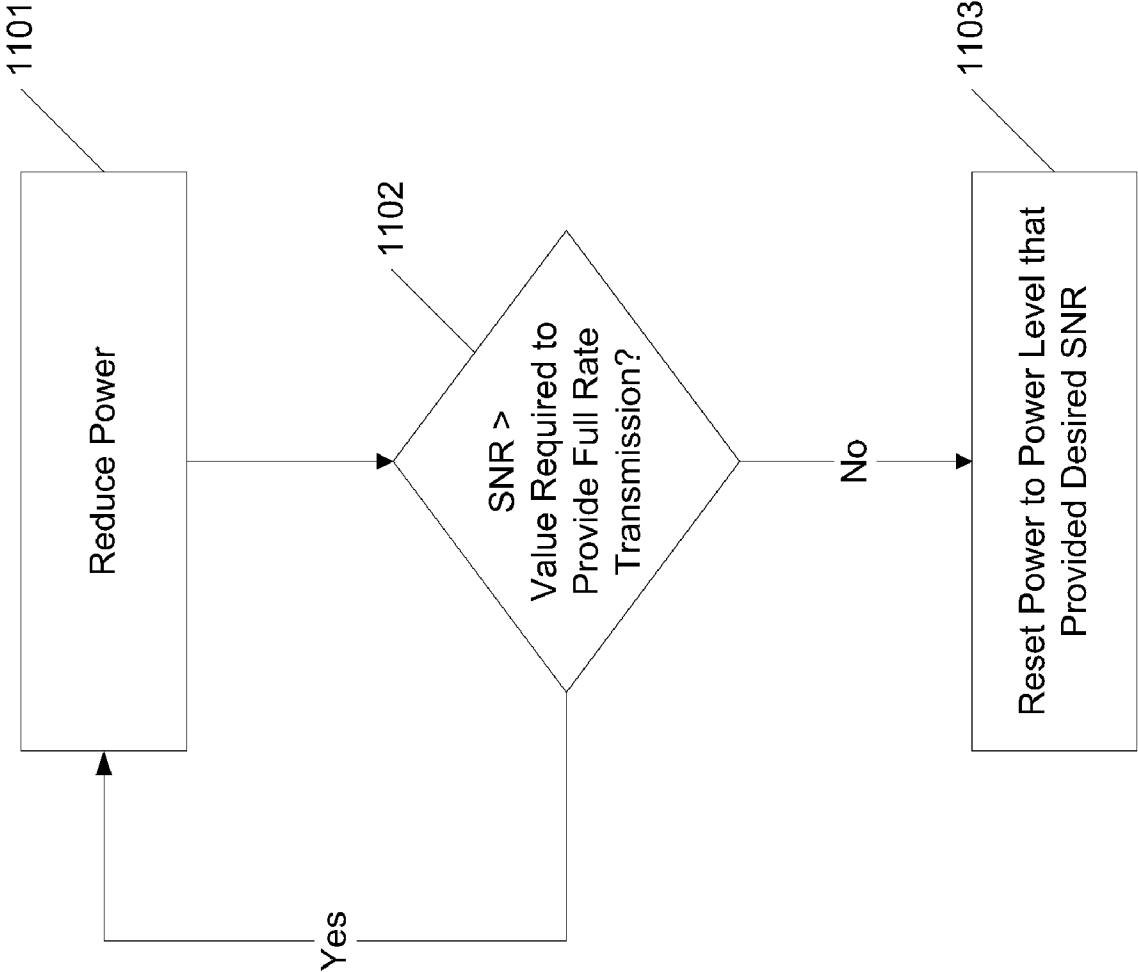 1101
Reduce Power
1102
SNR >
Value Required to
Provide Full Rate
Transmission?
Yes
No
1103
Reset Power to Power Level that
Provided Desired SNR